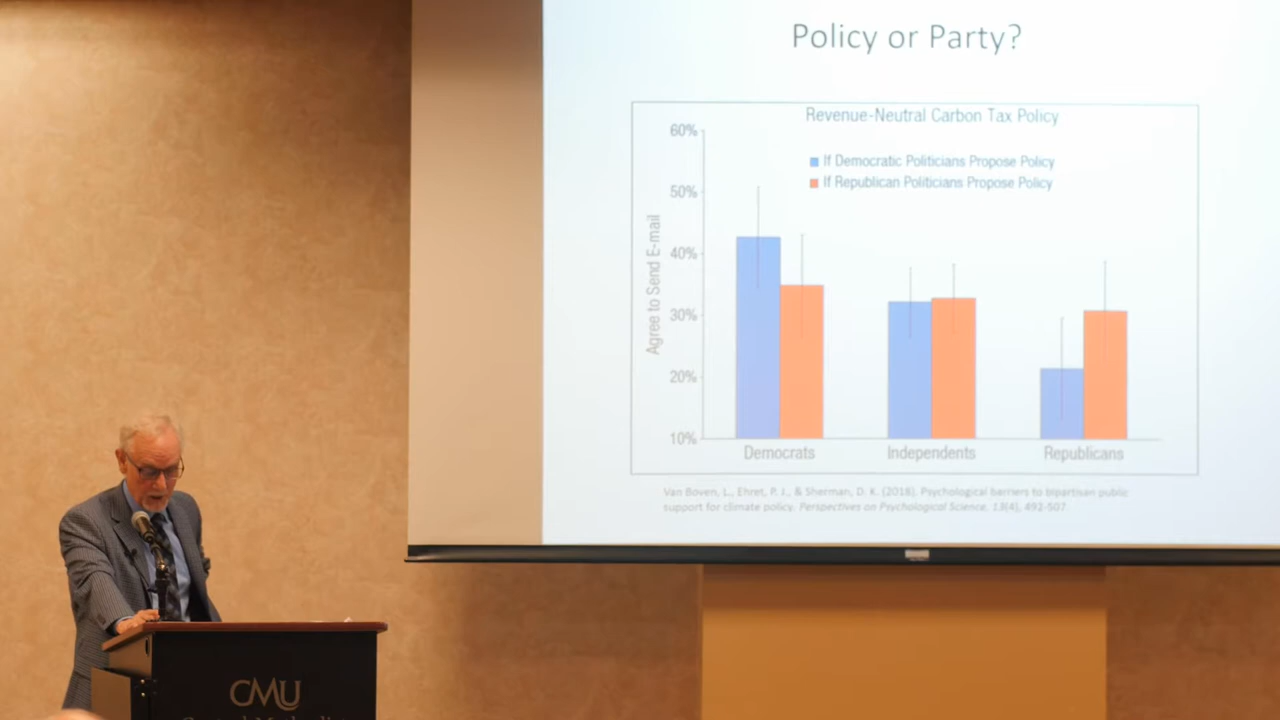 Policy or Party?
Revenue-Neutral Carbon Tax Policy
60%
If Democratic Politicians Propose Policy
If Republican Politicians Propose Policy
50%
40%
30%
20%
10%
Agree to Send E-mail
Democrats Independents Republicans
Van Boven, L., Ehret, P. J., & Sherman, D. K. (2018). Psychological barriers to bipartisan public
support for climate policy. Perspectives on Psychological Science. 13(4), 492-507.
CMU
Central Methodist